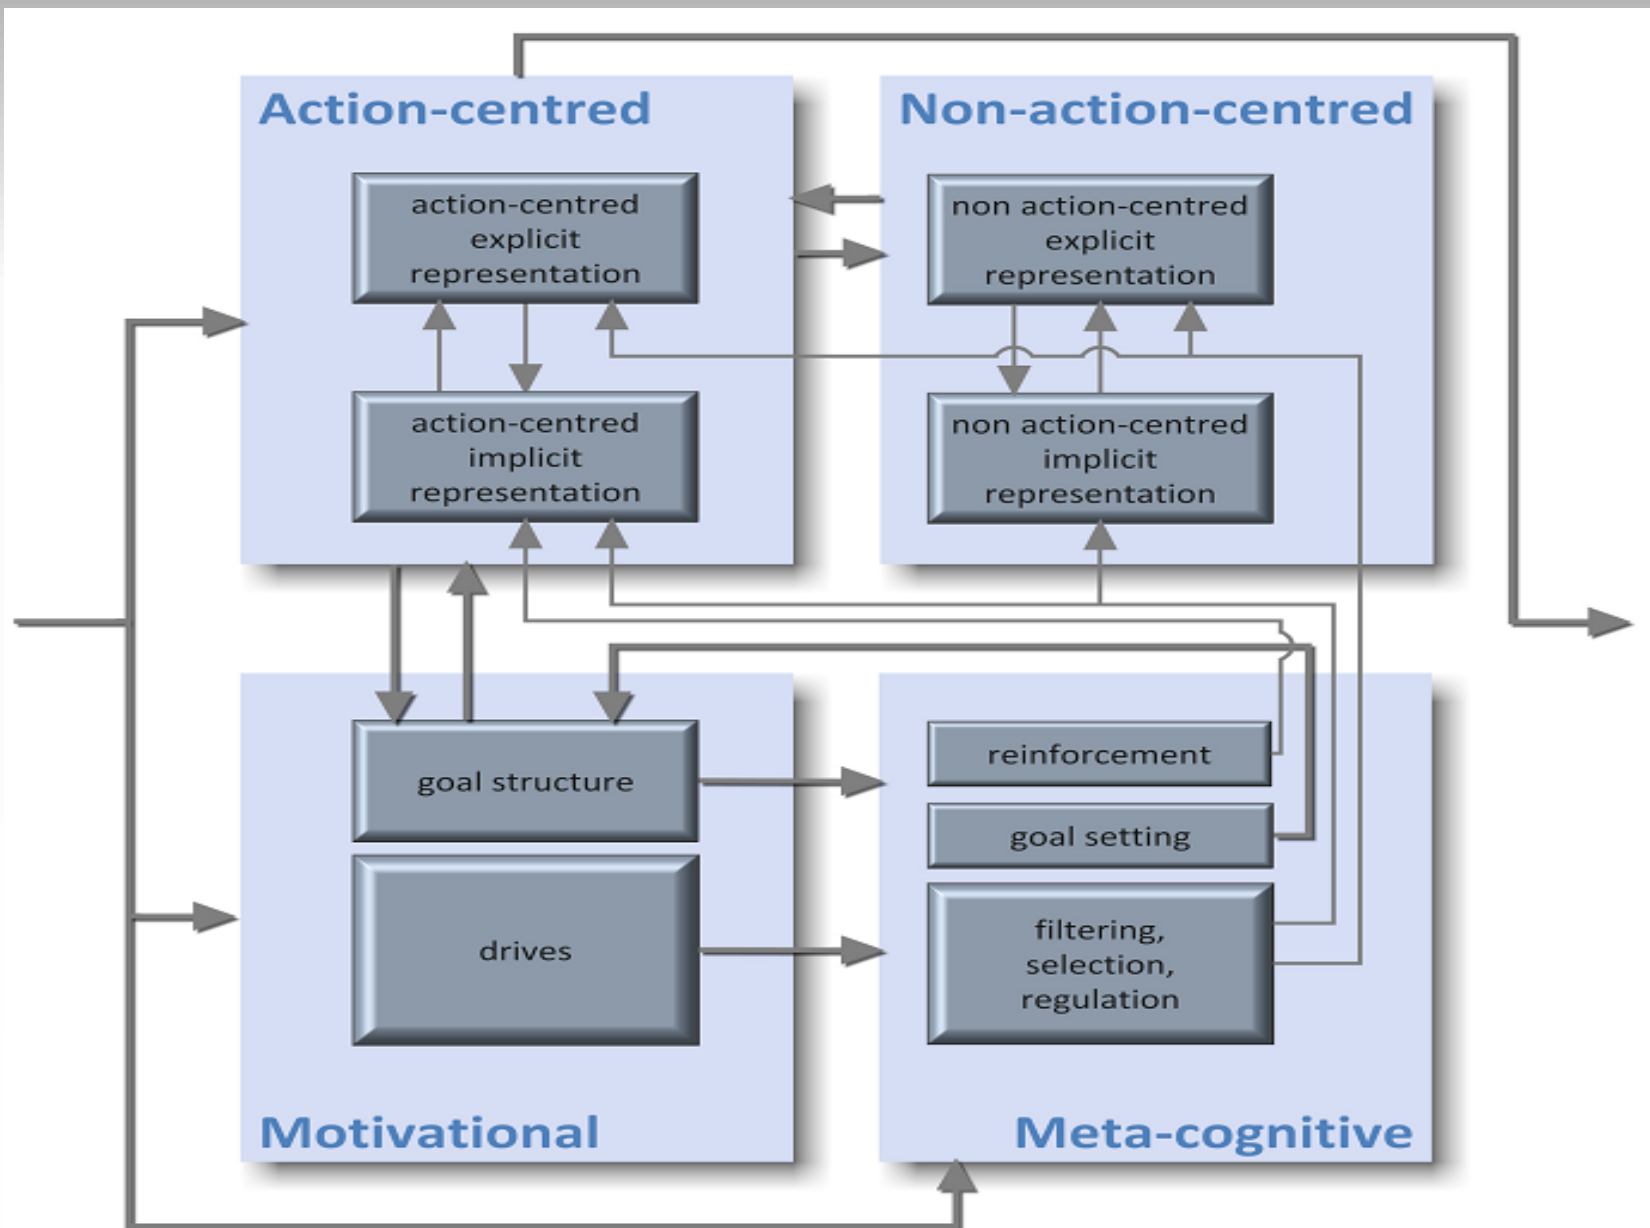 Action-centred
action-centred
explicit
representation
action-centred
implicit
representation
Non-action-centred
non action-centred
explicit
representation
non action-centred
implicit
representation
goal structure
drives
Motivational
reinforcement
goal setting
filtering,
selection,
regulation
Meta-cognitive